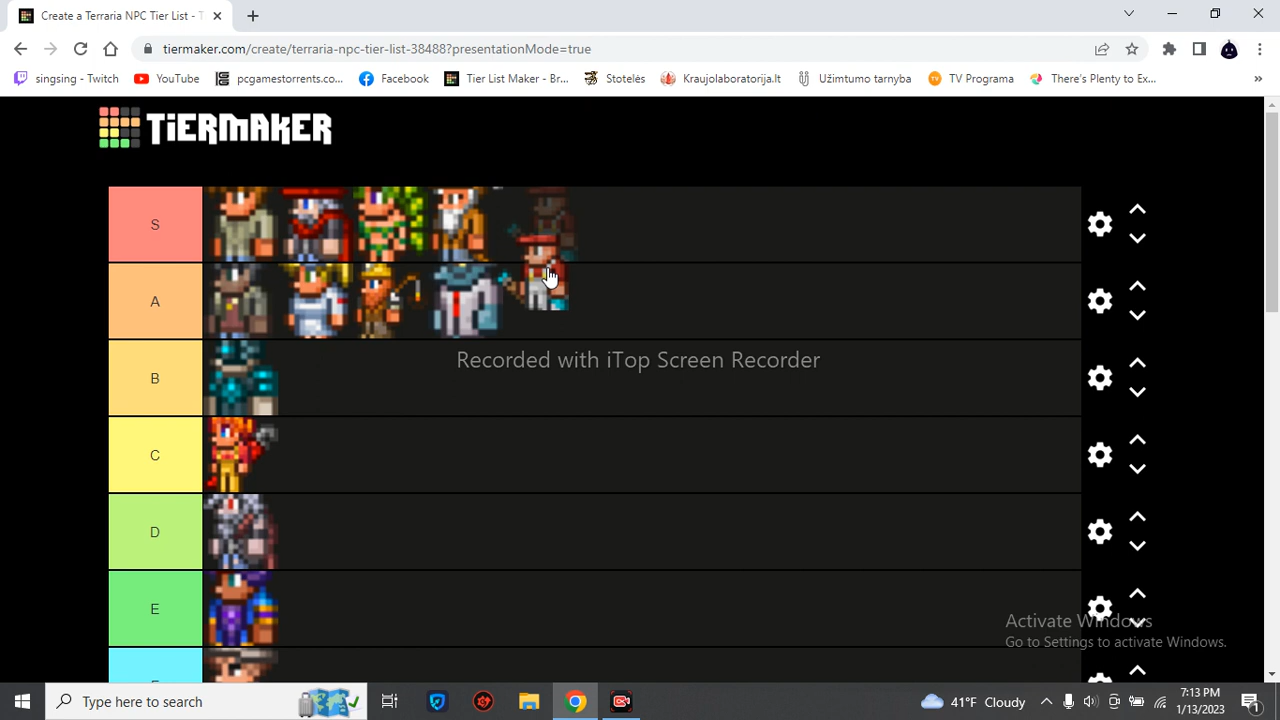 Create a Terraria NPC Tier List - T
tiermaker.com/create/terraria-npc-tier-list-38488?presentationMode=true
singsing - Twitch YouTube pcgamestorrents.co... Facebook Tier List Maker - Br... Stotelės Kraujolaboratorija.lt Užimtumo tarnyba TV Programa There's Plenty to Ex...
TiERMAKER
S
A
Recorded with iTop Screen Recorder
B
C
D
E
Activate Windows
Go to Settings to activate Windows.
Type here to search
41°F Cloudy
7:13 PM
1/13/2023